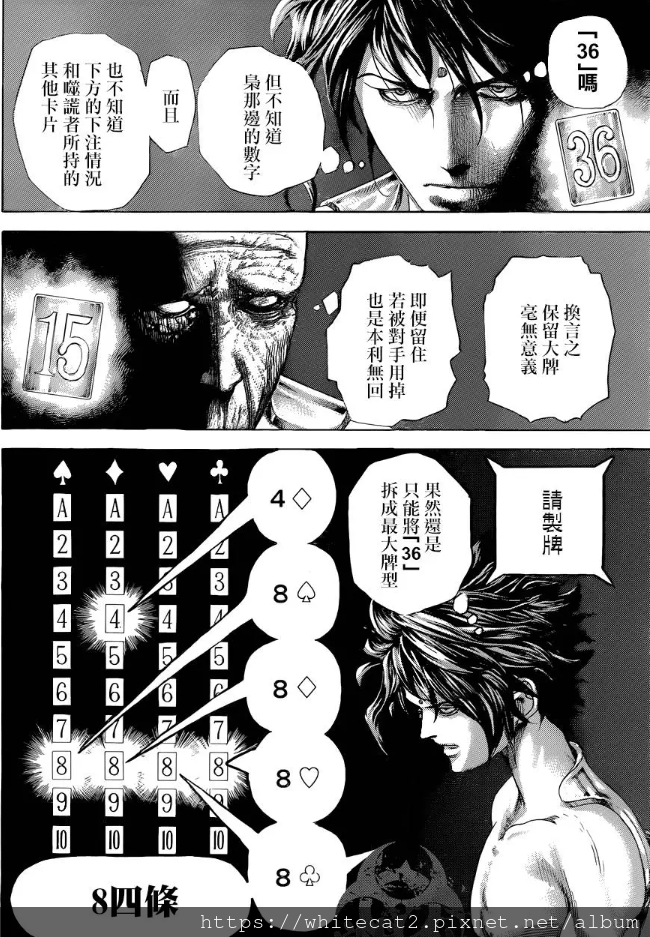 「36」嗎
36
但不知道
梟那邊的數字
而且
也不知道
下方的下注情況
和噬謊者所持的
其他卡片
換言之
保留大牌
毫無意義
即便留住
若被對手用掉
也是本利無回
15
請製牌
果然還是
只能將「36」
拆成最大牌型
♠ ♦ ♥ ♣
A A A A
2 2 2 2
3 3 3 3
4 4 4 4
5 5 5 5
6 6 6 6
7 7 7 7
8 8 8 8
9 9 9 9
10 10 10 10
4♢
8♤
8♢
8♡
8♧
8四條
https://whitecat2.pixnet.net/album